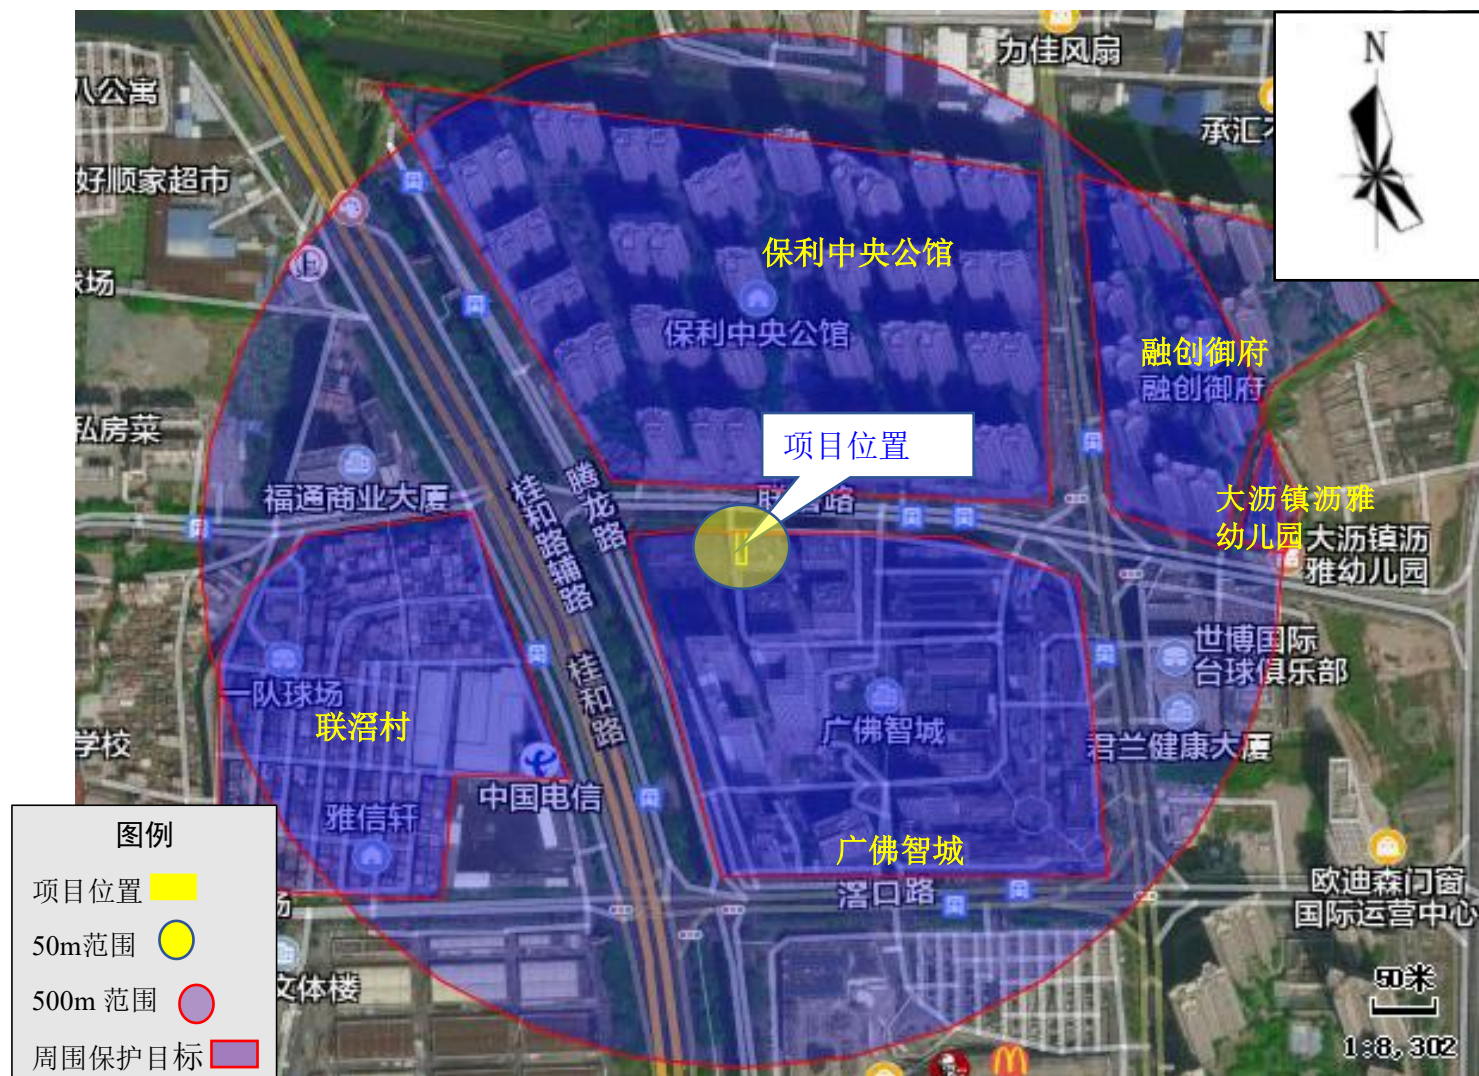 力佳风扇
N
八公寓
承汇
好顺家超市
保利中央公馆
球场
保利中央公馆
融创御府
融创御府
私房菜
项目位置
福通商业大厦
桂和路辅路
腾龙路
联
路
大沥镇沥雅
幼儿园
大沥镇沥
雅幼儿园
世博国际
台球俱乐部
一队球场
联滘村
桂和路
广佛智城
君兰健康大厦
学校
中国电信
雅信轩
广佛智城
滘口路
欧迪森门窗
国际运营中心
场
文体楼
50米
1:8,302
图例
项目位置
50m范围
500m 范围
周围保护目标